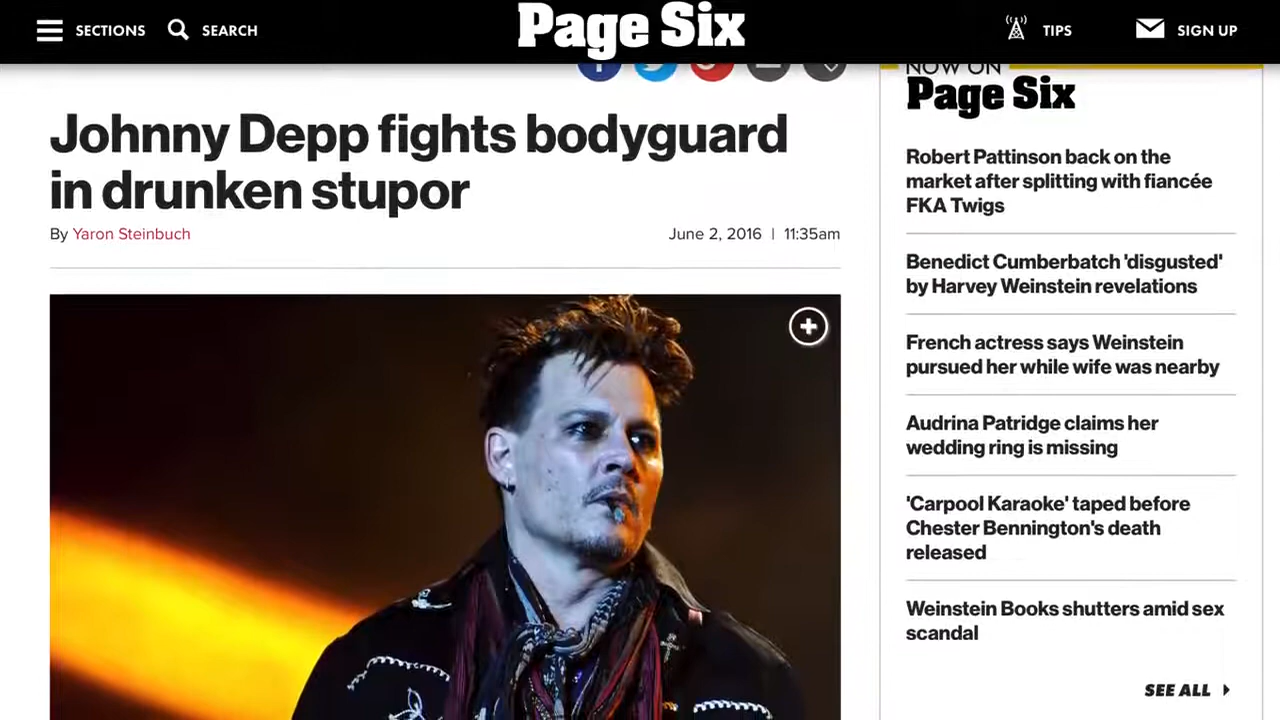 SECTIONS
SEARCH
Page Six
TIPS
SIGN UP
Johnny Depp fights bodyguard
in drunken stupor
By Yaron Steinbuch
June 2, 2016 | 11:35am
NOW ON
Page Six
Robert Pattinson back on the
market after splitting with fiancée
FKA Twigs
Benedict Cumberbatch 'disgusted'
by Harvey Weinstein revelations
French actress says Weinstein
pursued her while wife was nearby
Audrina Patridge claims her
wedding ring is missing
'Carpool Karaoke' taped before
Chester Bennington's death
released
Weinstein Books shutters amid sex
scandal
SEE ALL